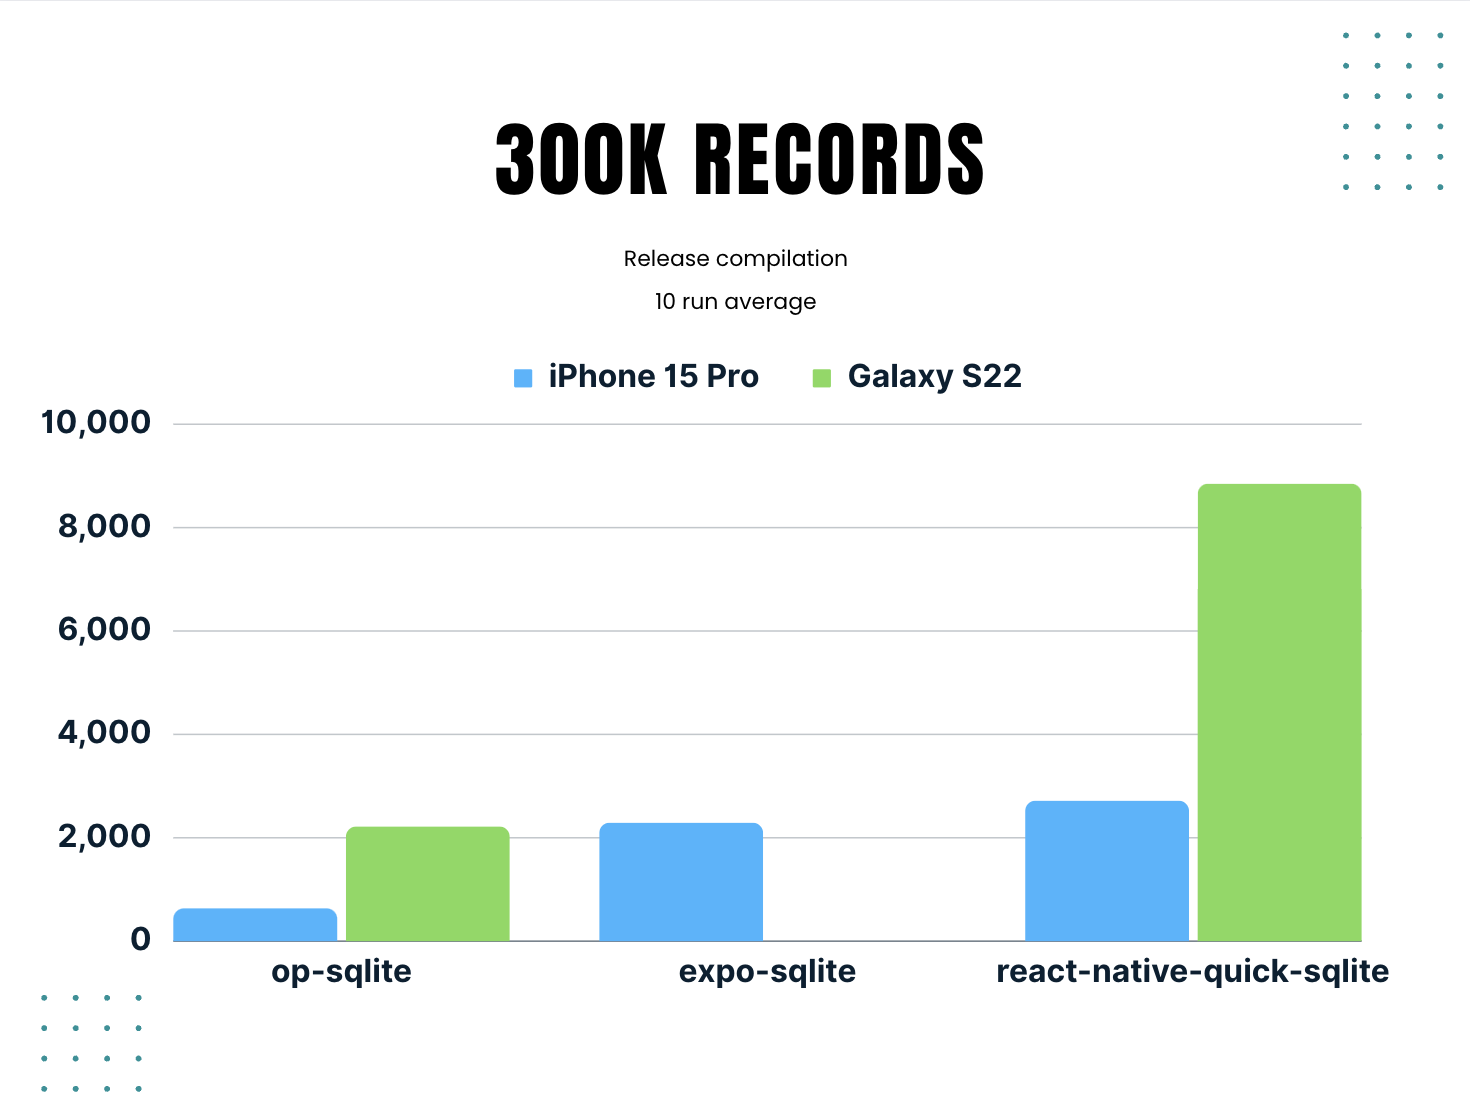 300K RECORDS
Release compilation
10 run average
iPhone 15 Pro Galaxy S22
10,000
8,000
6,000
4,000
2,000
0
op-sqlite expo-sqlite react-native-quick-sqlite